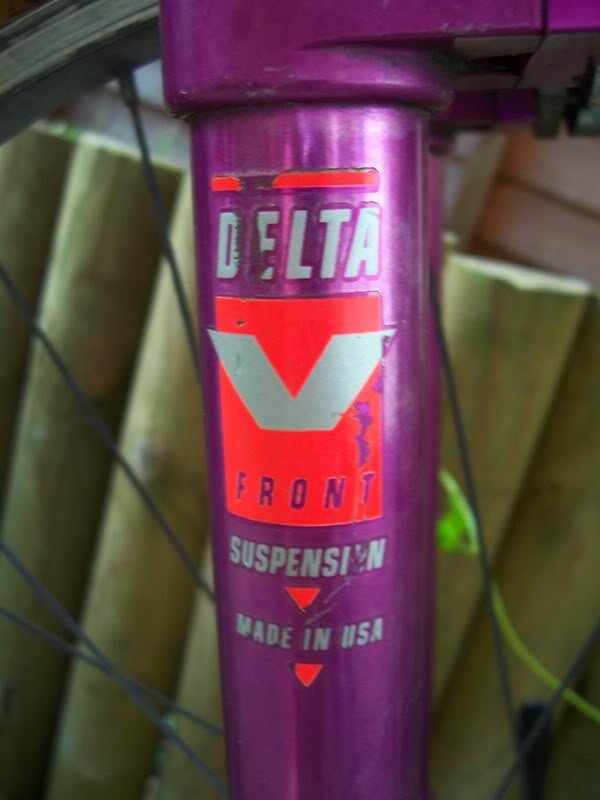 DELTA
V
FRONT
SUSPENSION
MADE IN USA